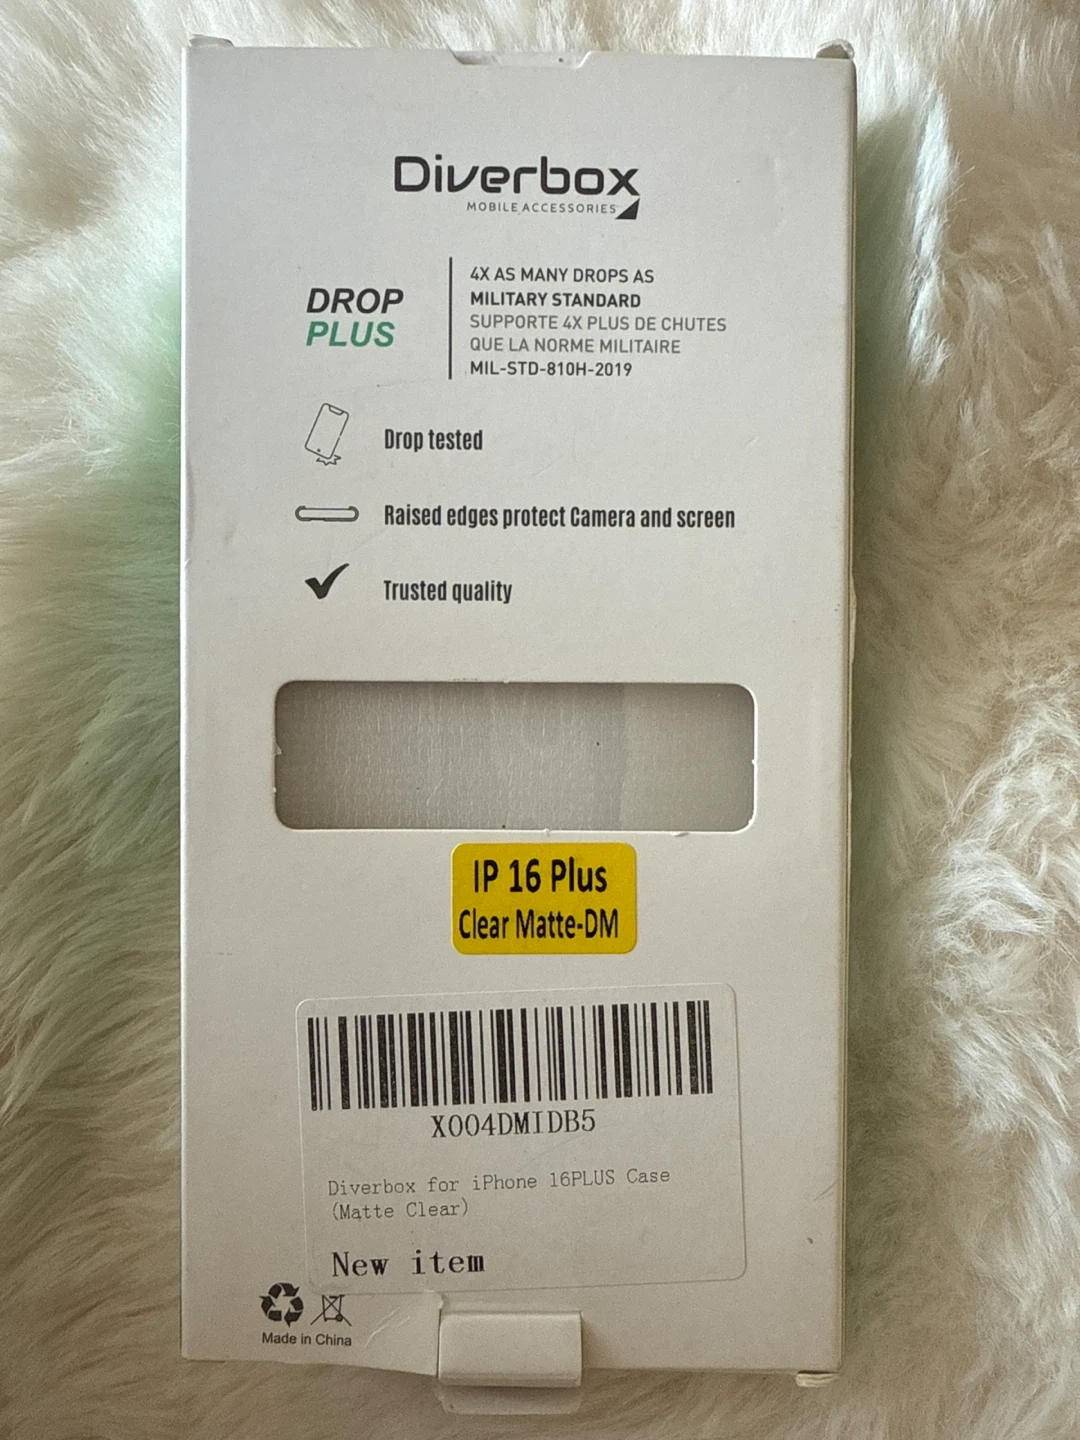 Diverbox
MOBILE ACCESSORIES
DROP
PLUS
4X AS MANY DROPS AS
MILITARY STANDARD
SUPPORTE 4X PLUS DE CHUTES
QUE LA NORME MILITAIRE
MIL-STD-810H-2019
Drop tested
Raised edges protect Camera and screen
Trusted quality
IP 16 Plus
Clear Matte-DM
X004DMIDB5
Diverbox for iPhone 16PLUS Case
(Matte Clear)
New item
Made in China